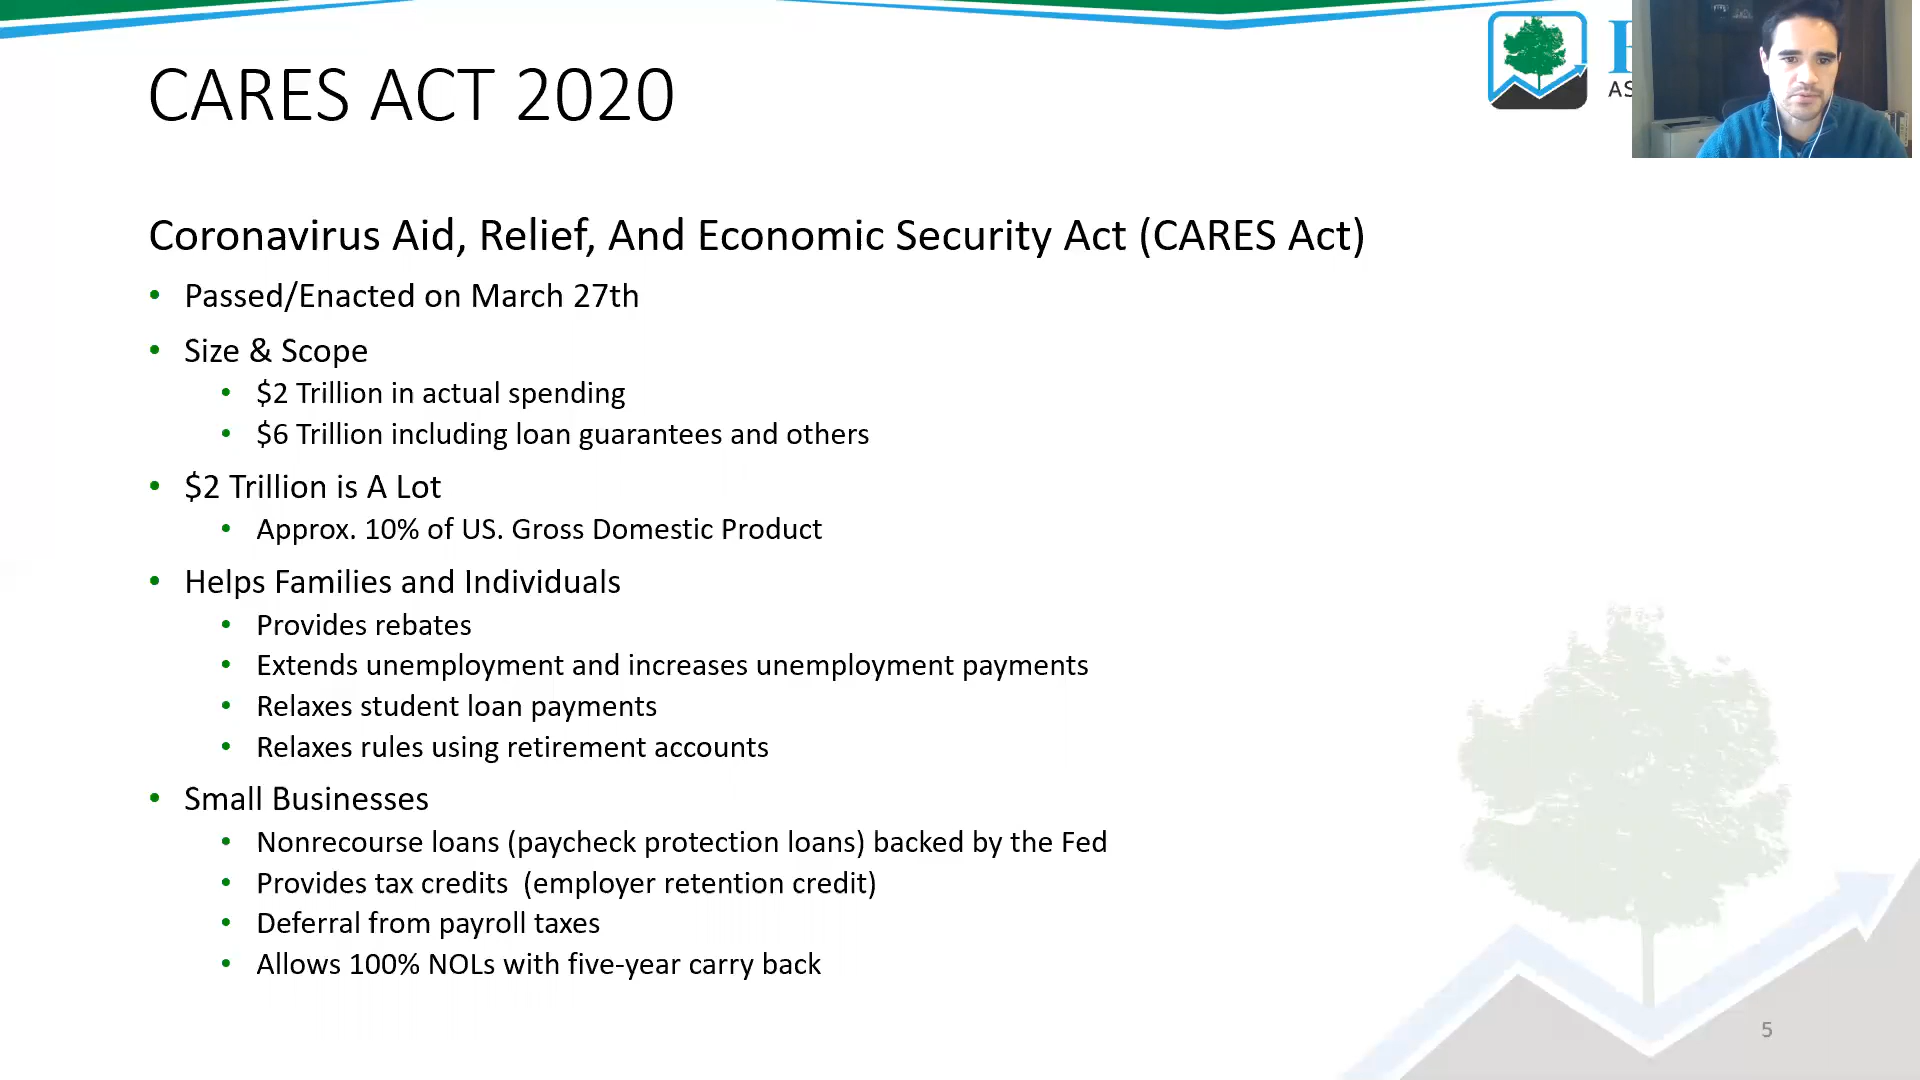 CARES ACT 2020
AS
Coronavirus Aid, Relief, And Economic Security Act (CARES Act)
• Passed/Enacted on March 27th
• Size & Scope
• $2 Trillion in actual spending
• $6 Trillion including loan guarantees and others
• $2 Trillion is A Lot
• Approx. 10% of US. Gross Domestic Product
• Helps Families and Individuals
• Provides rebates
• Extends unemployment and increases unemployment payments
• Relaxes student loan payments
• Relaxes rules using retirement accounts
• Small Businesses
• Nonrecourse loans (paycheck protection loans) backed by the Fed
• Provides tax credits  (employer retention credit)
• Deferral from payroll taxes
• Allows 100% NOLs with five-year carry back
5